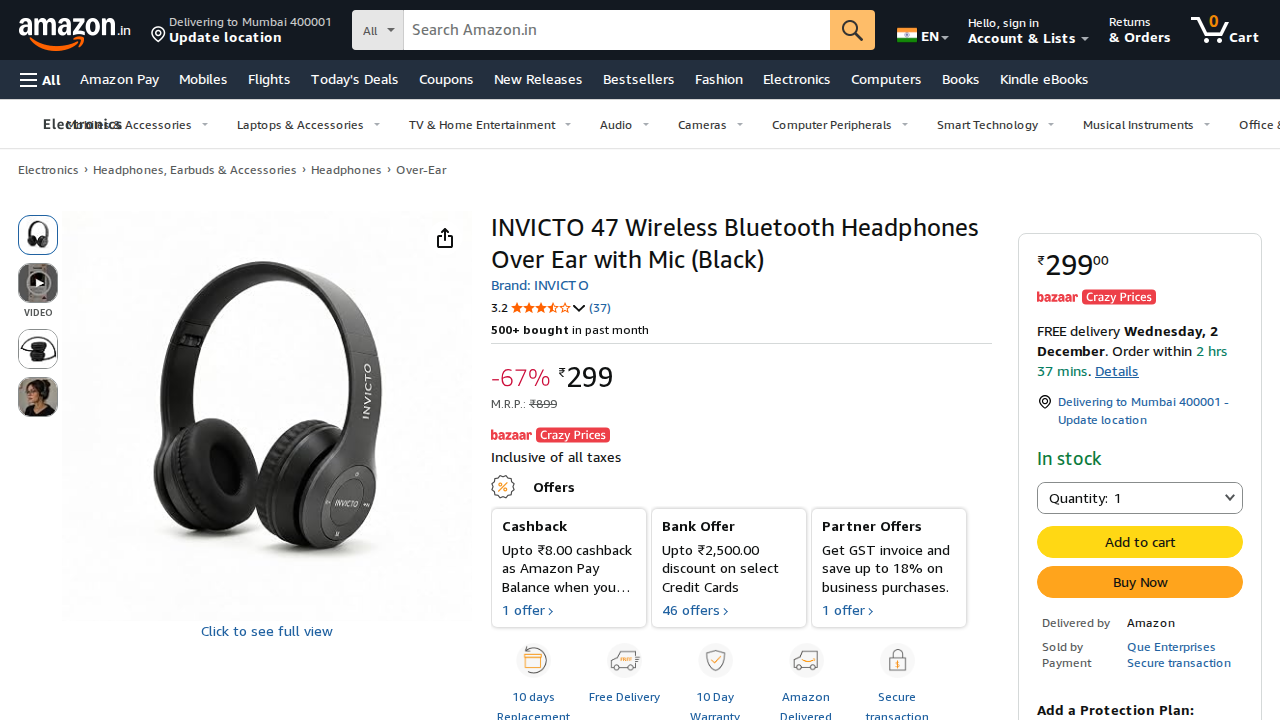 amazon.in
Delivering to Mumbai 400001
Update location
All
Search Amazon.in
EN
Hello, sign in
Account & Lists
Returns
& Orders
0
Cart
All
Amazon Pay
Mobiles
Flights
Today's Deals
Coupons
New Releases
Bestsellers
Fashion
Electronics
Computers
Books
Kindle eBooks
Electronics
Mobiles & Accessories
Laptops & Accessories
TV & Home Entertainment
Audio
Cameras
Computer Peripherals
Smart Technology
Musical Instruments
Office &
Electronics › Headphones, Earbuds & Accessories › Headphones › Over-Ear
VIDEO
INVICTO
INVICTO
Click to see full view
INVICTO 47 Wireless Bluetooth Headphones
Over Ear with Mic (Black)
Brand: INVICTO
3.2 (37)
500+ bought in past month
-67% ₹299
M.R.P.: ₹899
bazaar Crazy Prices
Inclusive of all taxes
Offers
Cashback
Upto ₹8.00 cashback
as Amazon Pay
Balance when you…
1 offer ›
Bank Offer
Upto ₹2,500.00
discount on select
Credit Cards
46 offers ›
Partner Offers
Get GST invoice and
save up to 18% on
business purchases.
1 offer ›
10 days
Replacement
Free Delivery
10 Day
Warranty
Amazon
Delivered
Secure
transaction
₹29900
bazaar Crazy Prices
FREE delivery Wednesday, 2
December. Order within 2 hrs
37 mins. Details
Delivering to Mumbai 400001 -
Update location
In stock
Quantity: 1
Add to cart
Buy Now
Delivered by Amazon
Sold by Que Enterprises
Payment Secure transaction
Add a Protection Plan: